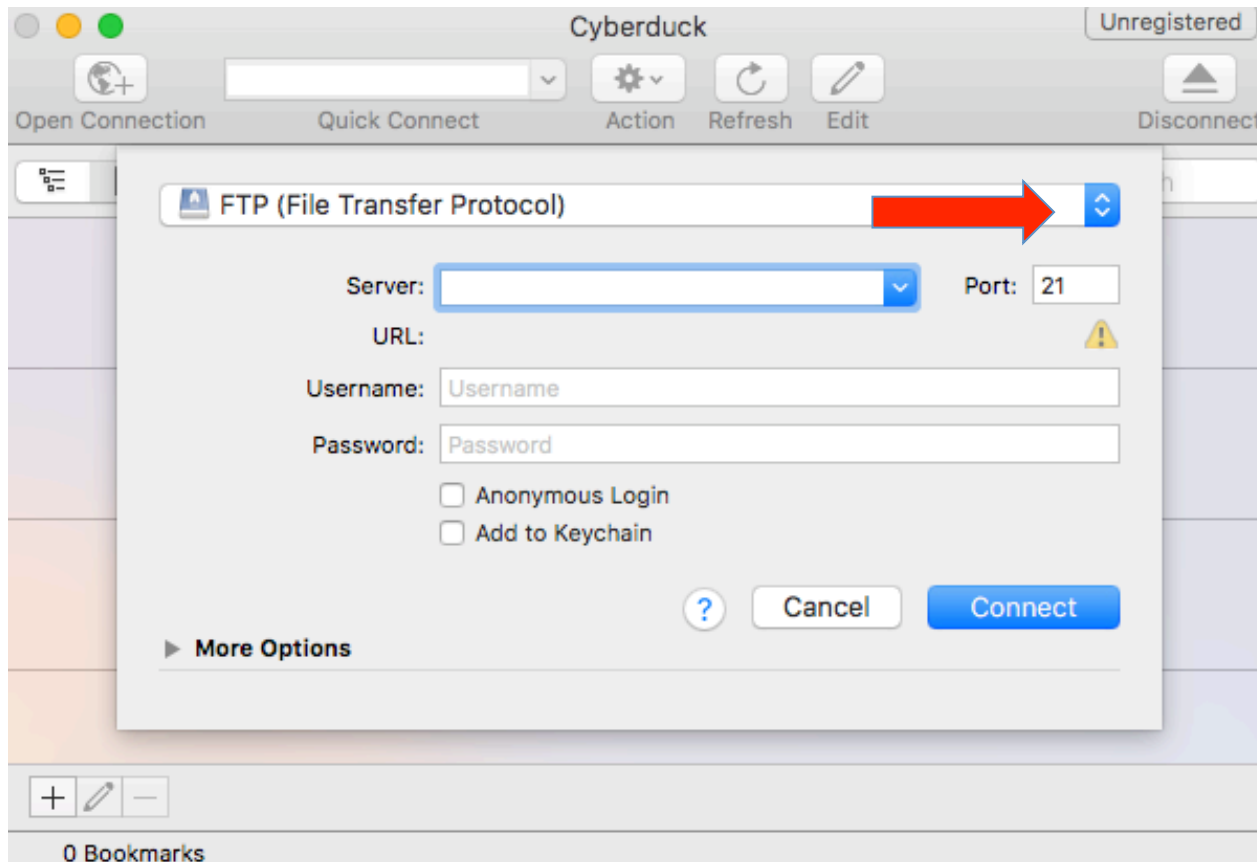 Cyberduck
Unregistered
Open Connection
Quick Connect
Action
Refresh
Edit
Disconnect
FTP (File Transfer Protocol)
Server:
Port: 21
URL:
Username: Username
Password: Password
Anonymous Login
Add to Keychain
? Cancel Connect
More Options
0 Bookmarks